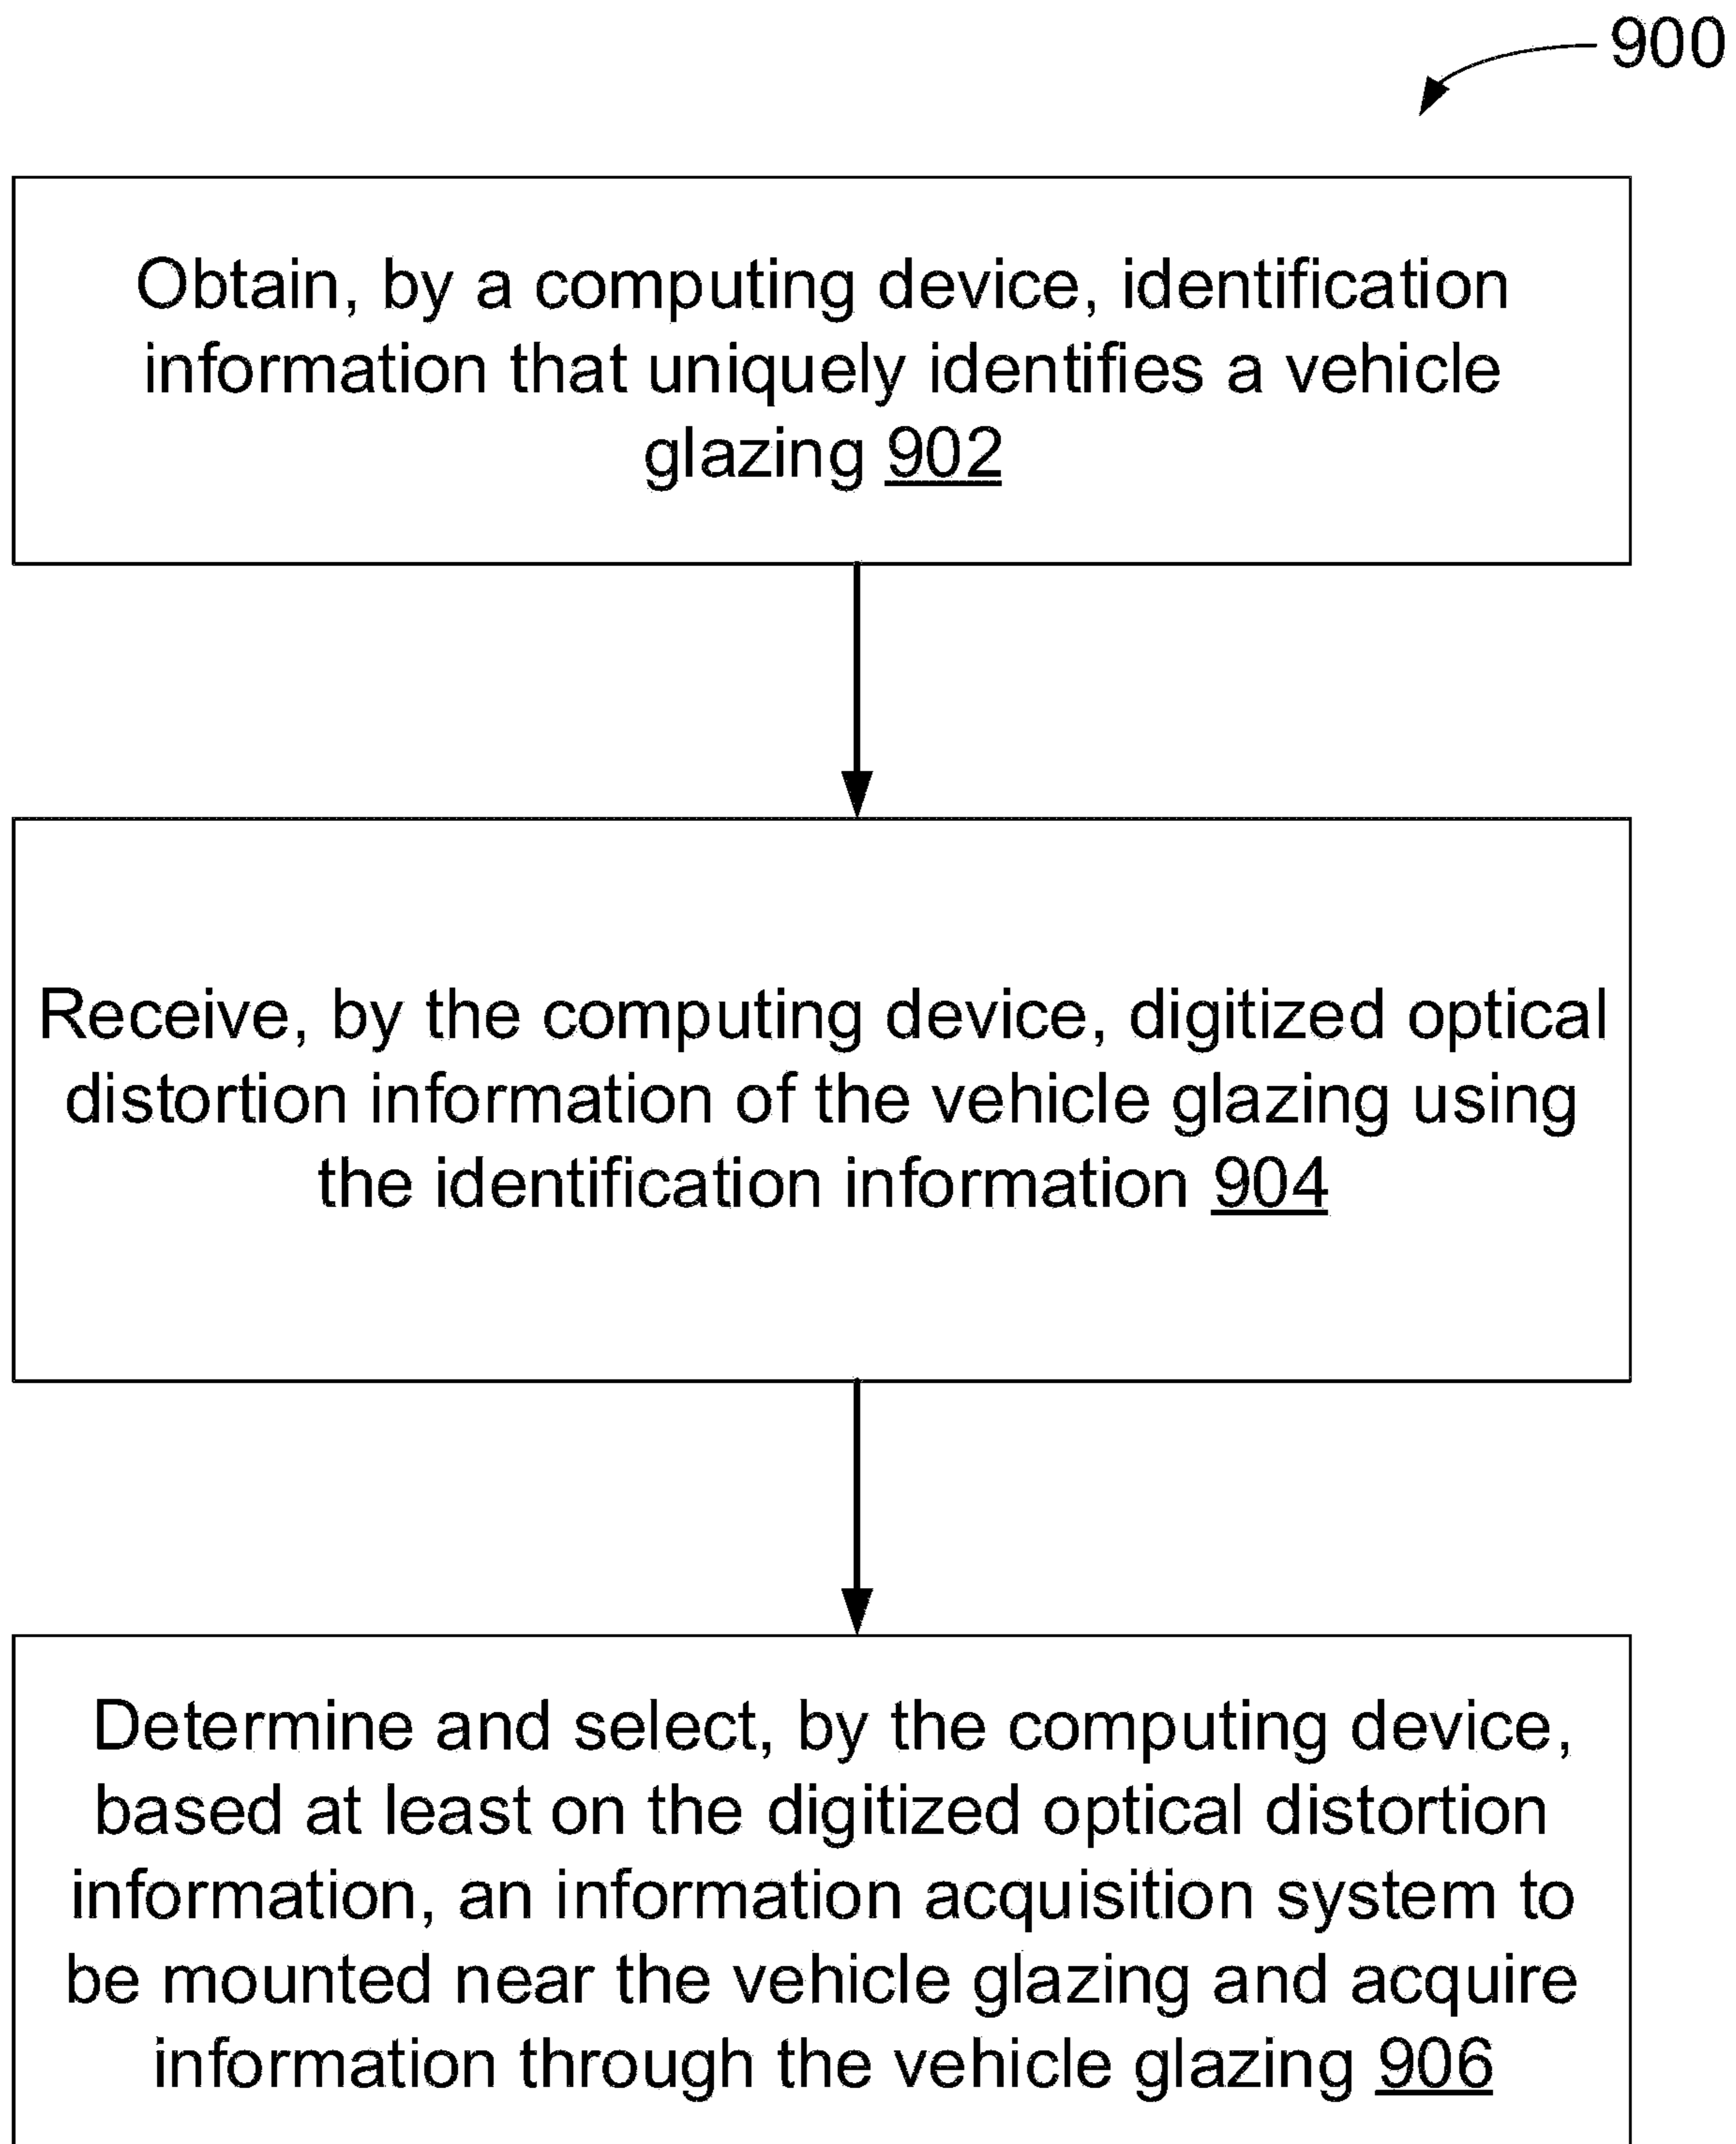 900
Obtain, by a computing device, identification
information that uniquely identifies a vehicle
glazing 902
Receive, by the computing device, digitized optical
distortion information of the vehicle glazing using
the identification information 904
Determine and select, by the computing device,
based at least on the digitized optical distortion
information, an information acquisition system to
be mounted near the vehicle glazing and acquire
information through the vehicle glazing 906